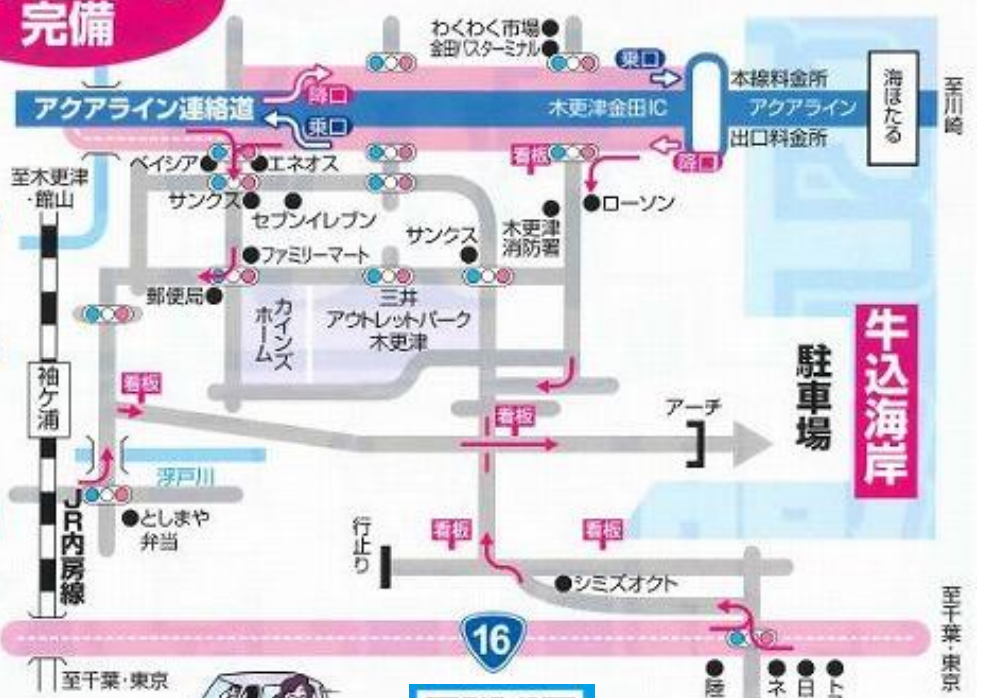 完備
わくわく市場
金田バスターミナル
乗口
降口
本線料金所
海ほたる
至川崎
アクアライン連絡道
木更津金田IC
アクアライン
乗口
出口料金所
降口
看板
ベイシア
エネオス
至木更津
・館山
サンクス
セブンイレブン
ローソン
木更津
消防署
サンクス
ファミリーマート
郵便局
カインズ
ホーム
三井
アウトレットパーク
木更津
牛込海岸
駐車場
袖ケ浦
看板
看板
アーチ
浮戸川
JR内房線
としまや
弁当
行止り
看板
看板
シミズオクト
至千葉・東京
16
至千葉・東京
陸
ネ
日
ト